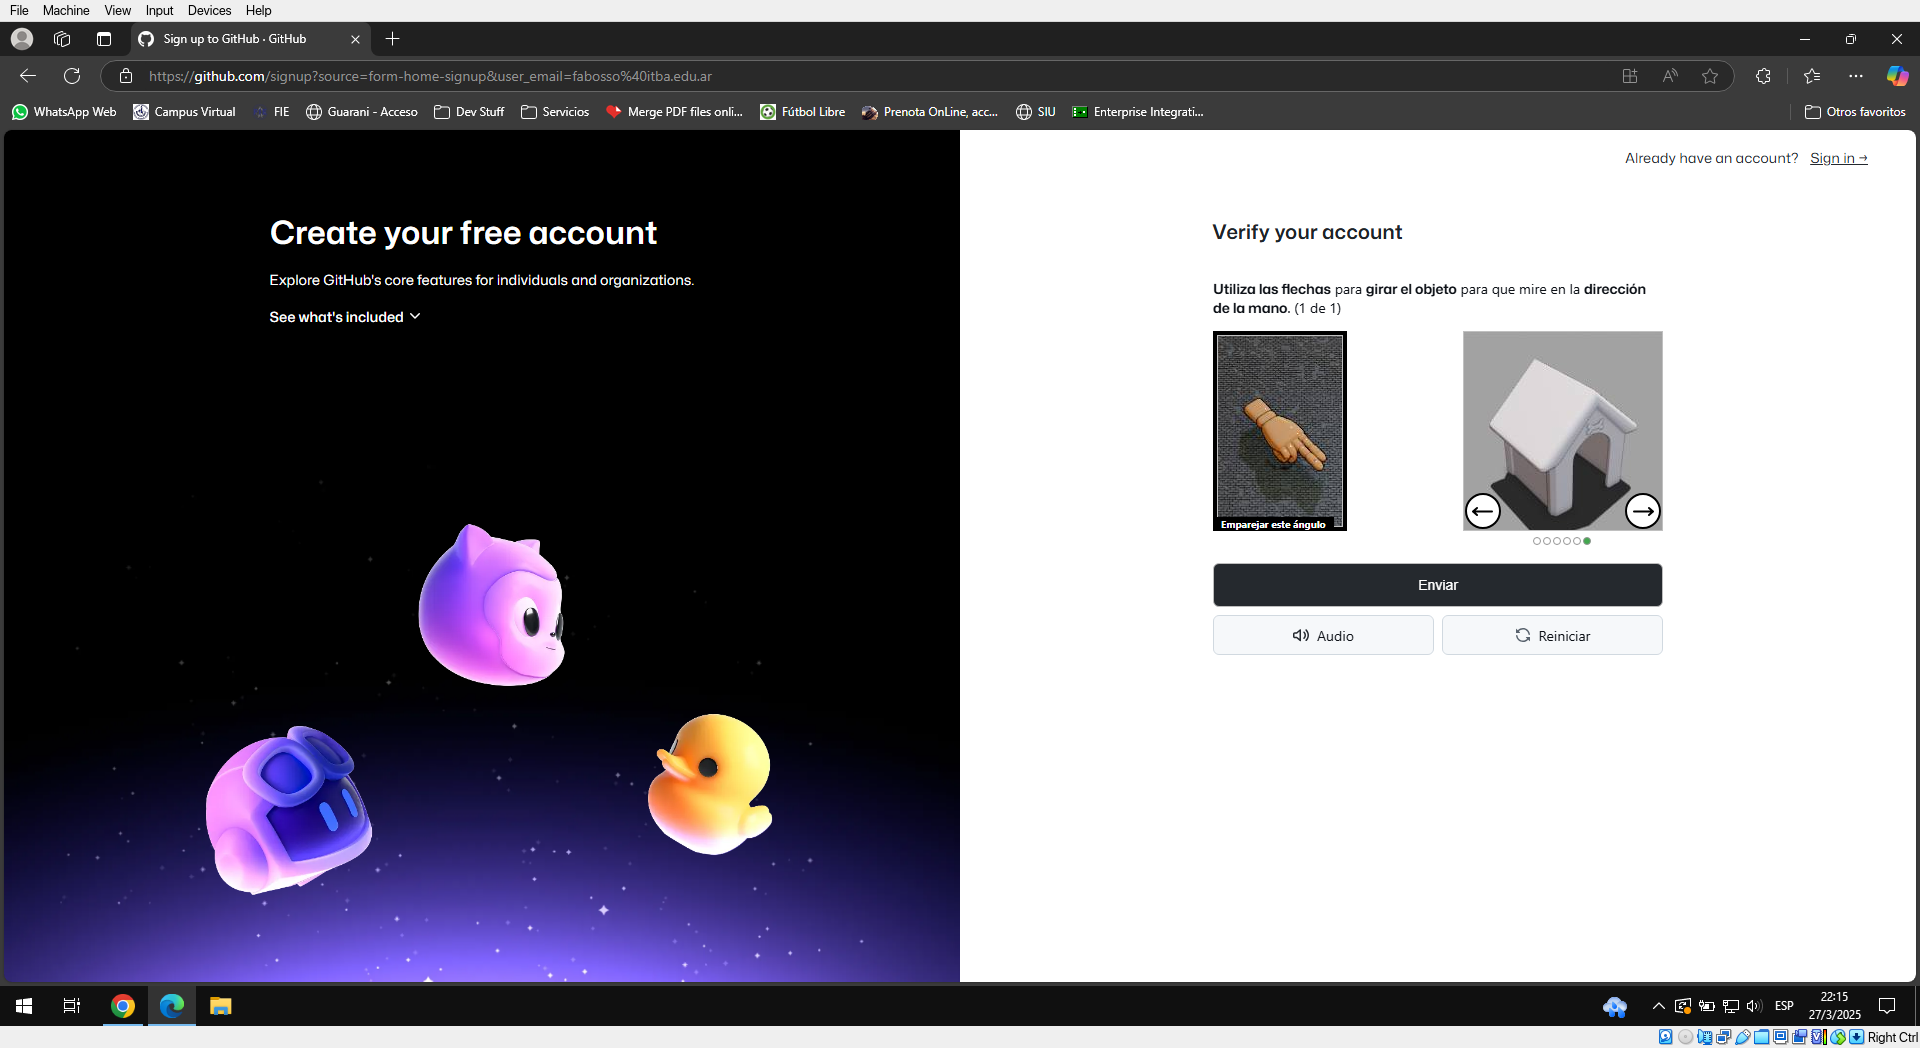 File Machine View Input Devices Help
Sign up to GitHub · GitHub
https://github.com/signup?source=form-home-signup&user_email=fabosso%40itba.edu.ar
WhatsApp Web Campus Virtual FIE Guarani - Acceso Dev Stuff Servicios Merge PDF files onli... Fútbol Libre Prenota OnLine, acc... SIU Enterprise Integrati... Otros favoritos
Already have an account? Sign in →
Create your free account
Explore GitHub's core features for individuals and organizations.
See what's included
Verify your account
Utiliza las flechas para girar el objeto para que mire en la dirección
de la mano. (1 de 1)
Emparejar este ángulo
Enviar
Audio Reiniciar
ESP
22:15
27/3/2025
Right Ctrl